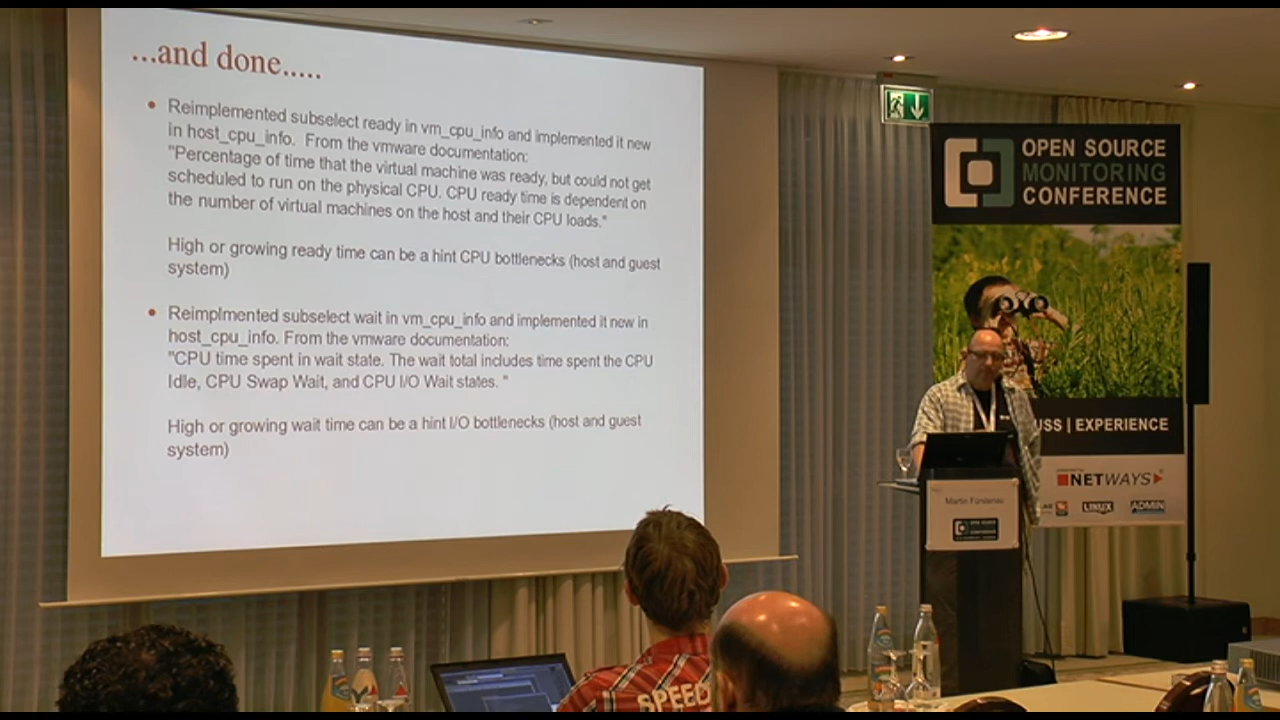 ...and done.....
• Reimplemented subselect ready in vm_cpu_info and implemented it new
in host_cpu_info. From the vmware documentation:
"Percentage of time that the virtual machine was ready, but could not get
scheduled to run on the physical CPU. CPU ready time is dependent on
the number of virtual machines on the host and their CPU loads."
High or growing ready time can be a hint CPU bottlenecks (host and guest
system)
• Reimplmented subselect wait in vm_cpu_info and implemented it new in
host_cpu_info. From the vmware documentation:
"CPU time spent in wait state. The wait total includes time spent the CPU
Idle, CPU Swap Wait, and CPU I/O Wait states. "
High or growing wait time can be a hint I/O bottlenecks (host and guest
system)
OPEN SOURCE
MONITORING
CONFERENCE
USS | EXPERIENCE
NETWAYS
LINUX
ADMIN
Martin Fürstenau
OPEN SOURCE
CONFERENCE
SPEED